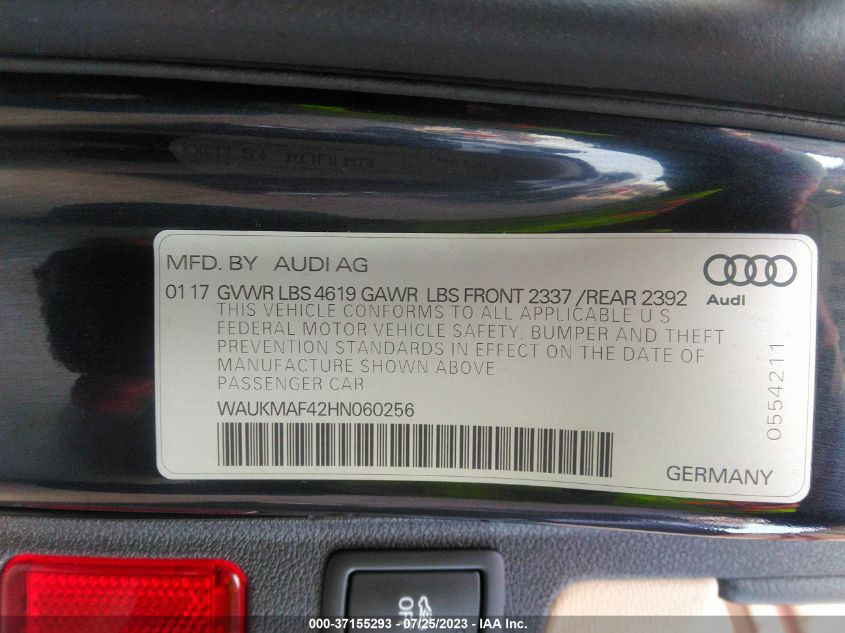 MFD. BY AUDI AG
01 17 GVWR LBS 4619 GAWR LBS FRONT 2337 /REAR 2392
Audi
THIS VEHICLE CONFORMS TO ALL APPLICABLE U S
FEDERAL MOTOR VEHICLE SAFETY, BUMPER AND THEFT
PREVENTION STANDARDS IN EFFECT ON THE DATE OF
MANUFACTURE SHOWN ABOVE
PASSENGER CAR
WAUKMAF42HN060256
0554211
GERMANY
000-37155293 - 07/25/2023 - IAA Inc.